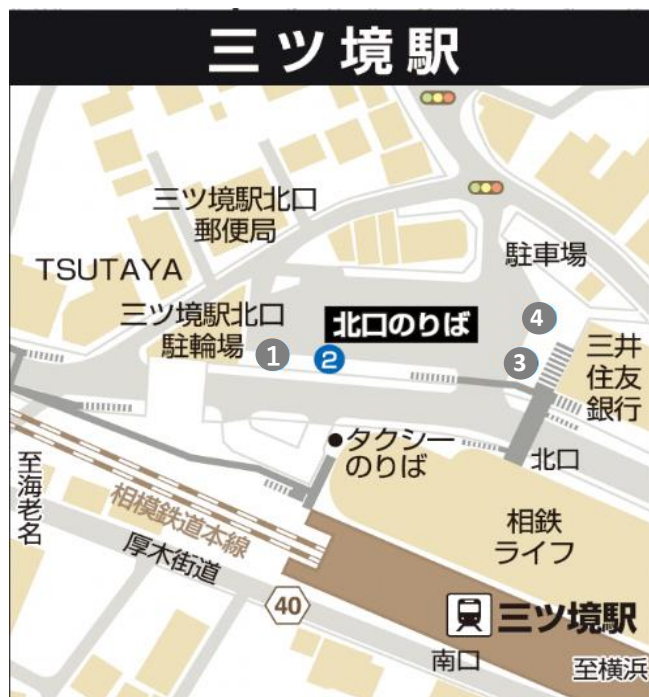 三ツ境駅
三ツ境駅北口
郵便局
TSUTAYA
駐車場
三ツ境駅北口
駐輪場
北口のりば
1
2
3
4
三井
住友
銀行
タクシー
のりば
北口
至海老名
相模鉄道本線
厚木街道
相鉄
ライフ
40
三ツ境駅
南口
至横浜